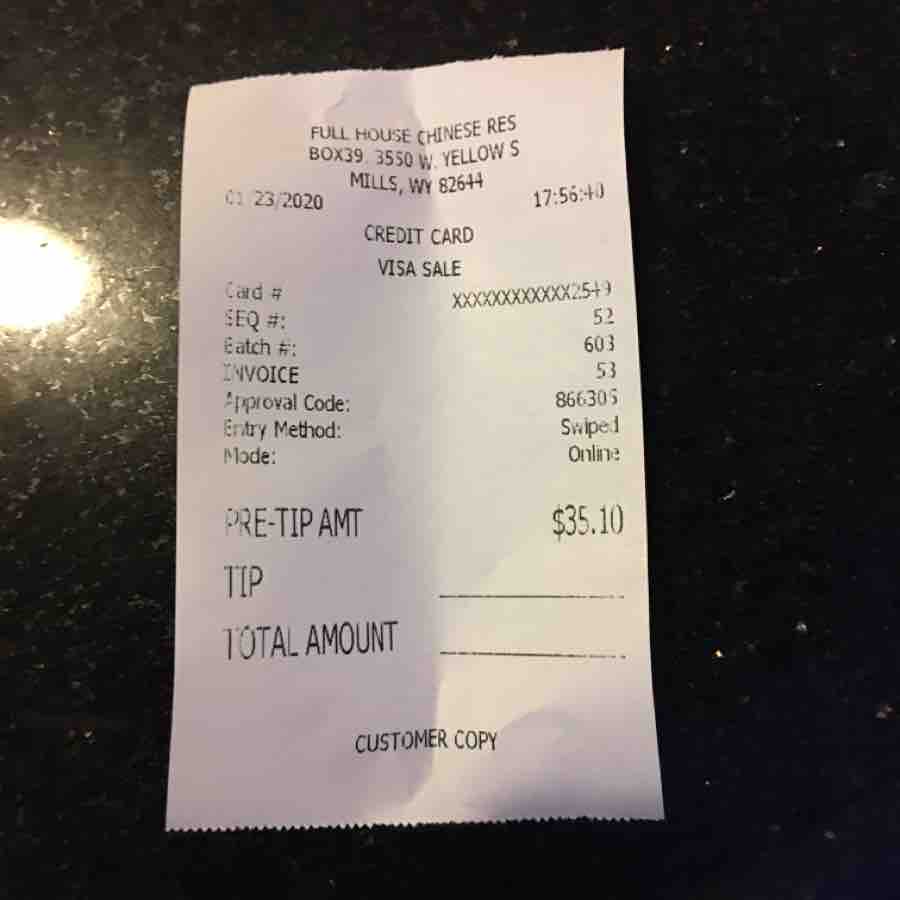 FULL HOUSE CHINESE RES
BOX39, 3550 W. YELLOW S
MILLS, WY 82644
01 23/2020 17:56:40
CREDIT CARD
VISA SALE
Card # XXXXXXXXXXXX2549
SEQ #: 52
Batch #: 603
INVOICE 53
Approval Code: 866305
Entry Method: Swiped
Mode: Online
PRE-TIP AMT $35.10
TIP
TOTAL AMOUNT
CUSTOMER COPY